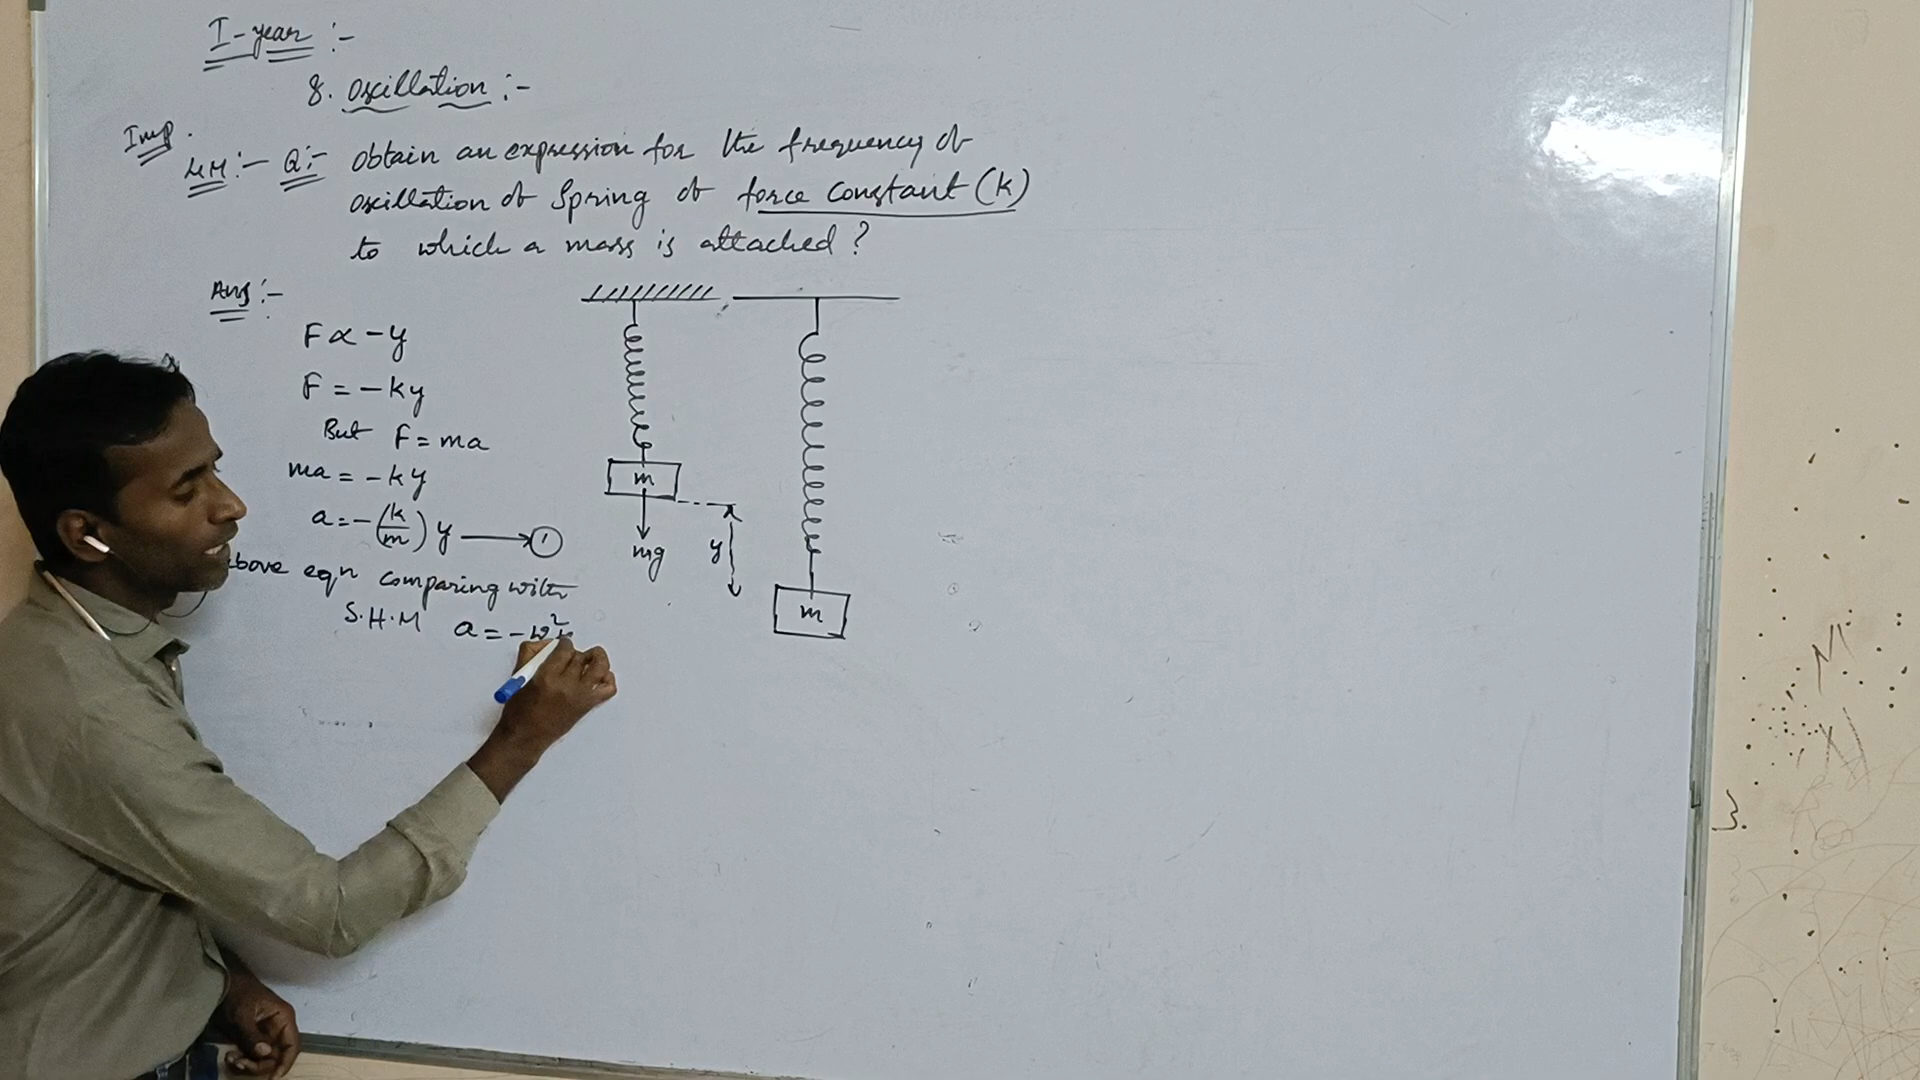 I-year :-
8. oscillation :-
Imp.
4M :- Q:- obtain an expression for the frequency of
oscillation of Spring of force constant (k)
to which a mass is attached ?
Ans :-
F ∝ -y
F = -ky
But F = ma
ma = -ky
a = -(k/m) y → ①
above eqn comparing with
S.H.M a = -ω²y
m
mg
y
m